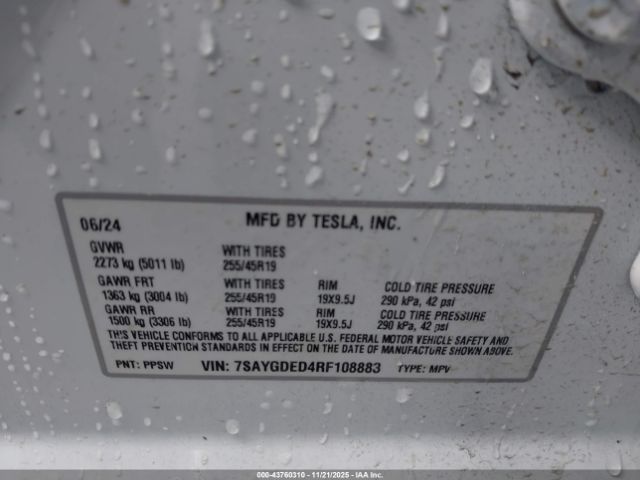 06/24 MFD BY TESLA, INC.
GVWR WITH TIRES
2273 kg (5011 lb) 255/45R19
GAWR FRT WITH TIRES RIM COLD TIRE PRESSURE
1363 kg (3004 lb) 255/45R19 19X9.5J 290 kPa, 42 psi
GAWR RR WITH TIRES RIM COLD TIRE PRESSURE
1500 kg (3306 lb) 255/45R19 19X9.5J 290 kPa, 42 psi
THIS VEHICLE CONFORMS TO ALL APPLICABLE U.S. FEDERAL MOTOR VEHICLE SAFETY AND
THEFT PREVENTION STANDARDS IN EFFECT ON THE DATE OF MANUFACTURE SHOWN ABOVE.
PNT: PPSW VIN: 7SAYGDED4RF108883 TYPE: MPV
000-43760310 - 11/21/2025 - IAAI.COM